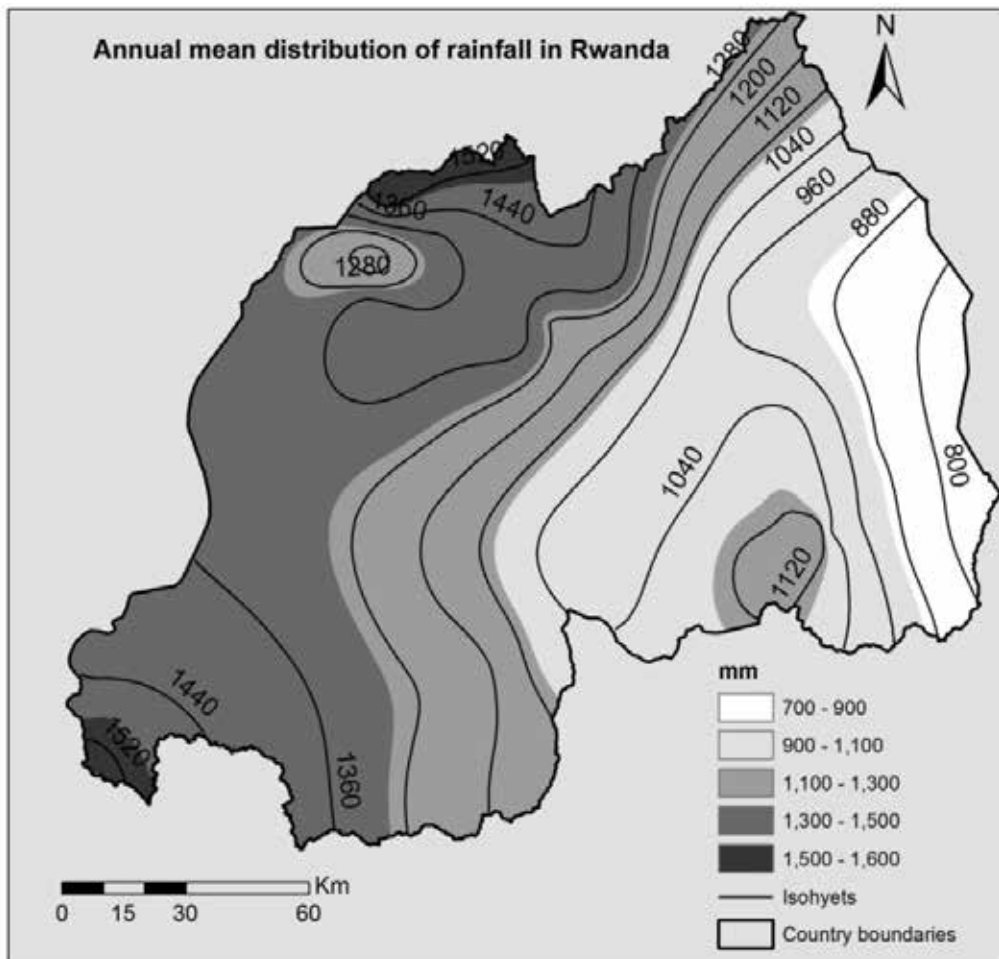 Annual mean distribution of rainfall in Rwanda
N
1280
1200
1120
1040
960
880
1520
1360
1440
1280
800
1040
1120
1440
1520
1360
mm
700 - 900
900 - 1,100
1,100 - 1,300
1,300 - 1,500
1,500 - 1,600
Isohyets
Country boundaries
Km
0 15 30 60